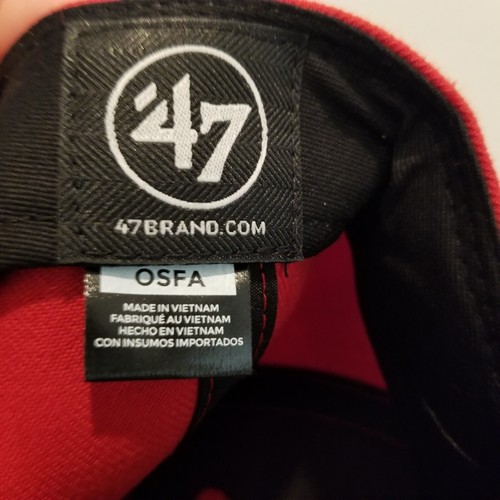 '47
47BRAND.COM
OSFA
MADE IN VIETNAM
FABRIQUÉ AU VIETNAM
HECHO EN VIETNAM
CON INSUMOS IMPORTADOS